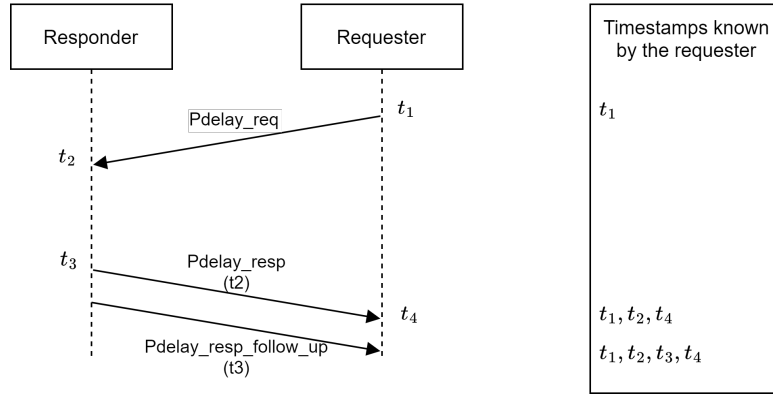 Responder
Requester
Timestamps known
by the requester
t₁
t₁
Pdelay_req
t₂
t₃
Pdelay_resp
(t2)
t₄
t₁, t₂, t₄
Pdelay_resp_follow_up
(t3)
t₁, t₂, t₃, t₄